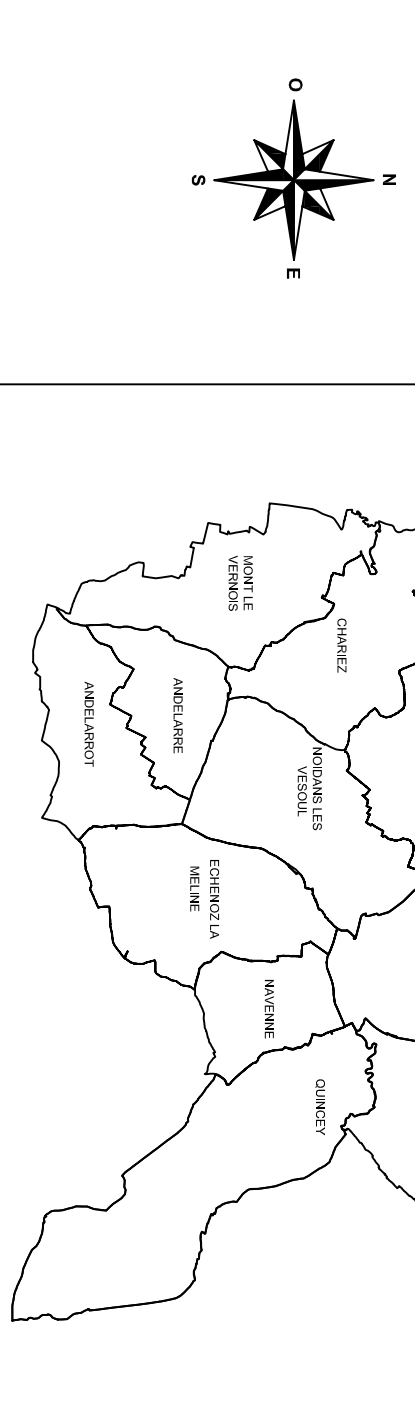 O
N
S
E
MONT LE
VERNOIS
CHARIEZ
ANDELARRE
ANDELARROT
NOIDANS LES
VESOUL
ECHENOZ LA
MELINE
NAVENNE
QUINCEY